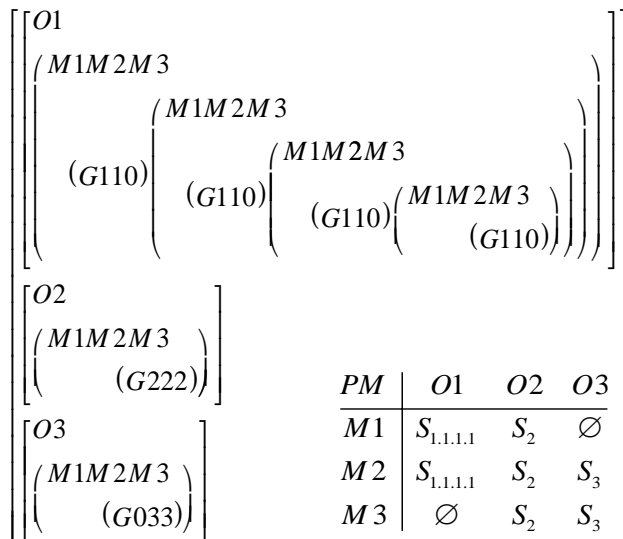 O1
M1M2M3
M1M2M3
(G110)
M1M2M3
(G110)
M1M2M3
(G110)
(G110)
O2
M1M2M3
(G222)
O3
M1M2M3
(G033)
PM O1 O2 O3
M1 S1.1.1.1 S2 ∅
M2 S1.1.1.1 S2 S3
M3 ∅ S2 S3